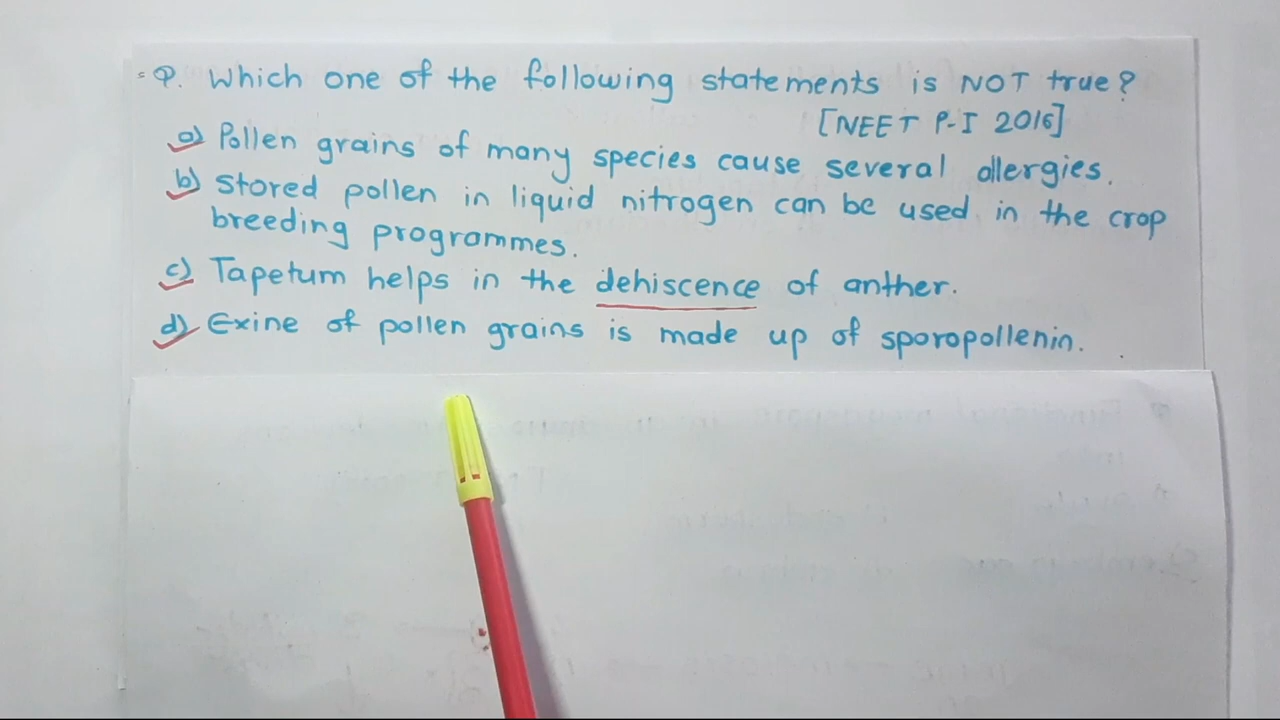 Q. Which one of the following statements is NOT true?
[NEET P-I 2016]
a) Pollen grains of many species cause several allergies.
b) Stored pollen in liquid nitrogen can be used in the crop
breeding programmes.
c) Tapetum helps in the dehiscence of anther.
d) Exine of pollen grains is made up of sporopollenin.